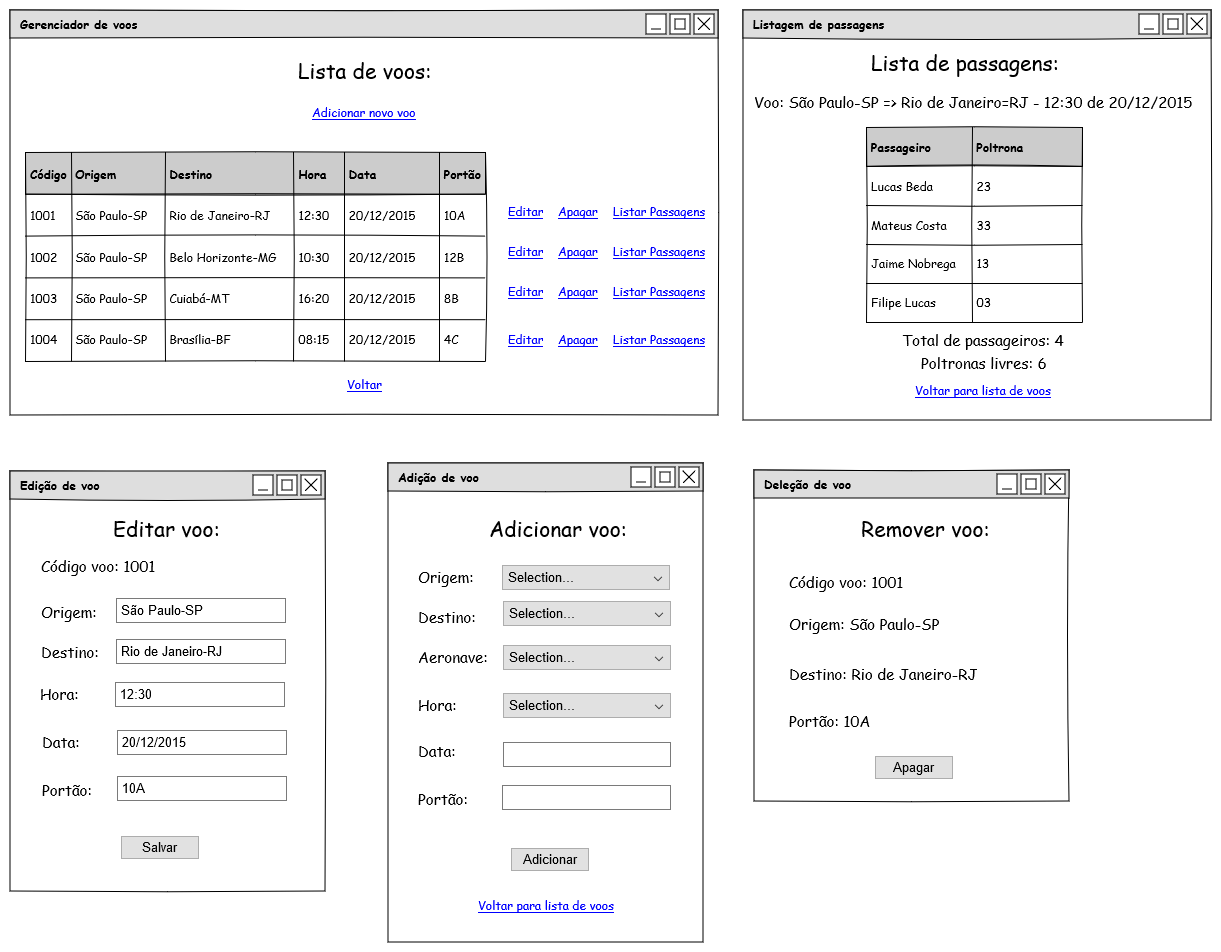 Gerenciador de voos
Lista de voos:
Adicionar novo voo
Código Origem Destino Hora Data Portão
1001 São Paulo-SP Rio de Janeiro-RJ 12:30 20/12/2015 10A Editar Apagar Listar Passagens
1002 São Paulo-SP Belo Horizonte-MG 10:30 20/12/2015 12B Editar Apagar Listar Passagens
1003 São Paulo-SP Cuiabá-MT 16:20 20/12/2015 8B Editar Apagar Listar Passagens
1004 São Paulo-SP Brasília-BF 08:15 20/12/2015 4C Editar Apagar Listar Passagens
Voltar
Listagem de passagens
Lista de passagens:
Voo: São Paulo-SP => Rio de Janeiro=RJ - 12:30 de 20/12/2015
Passageiro Poltrona
Lucas Beda 23
Mateus Costa 33
Jaime Nobrega 13
Filipe Lucas 03
Total de passageiros: 4
Poltronas livres: 6
Voltar para lista de voos
Edição de voo
Editar voo:
Código voo: 1001
Origem: São Paulo-SP
Destino: Rio de Janeiro-RJ
Hora: 12:30
Data: 20/12/2015
Portão: 10A
Salvar
Adição de voo
Adicionar voo:
Origem: Selection...
Destino: Selection...
Aeronave: Selection...
Hora: Selection...
Data:
Portão:
Adicionar
Voltar para lista de voos
Deleção de voo
Remover voo:
Código voo: 1001
Origem: São Paulo-SP
Destino: Rio de Janeiro-RJ
Portão: 10A
Apagar